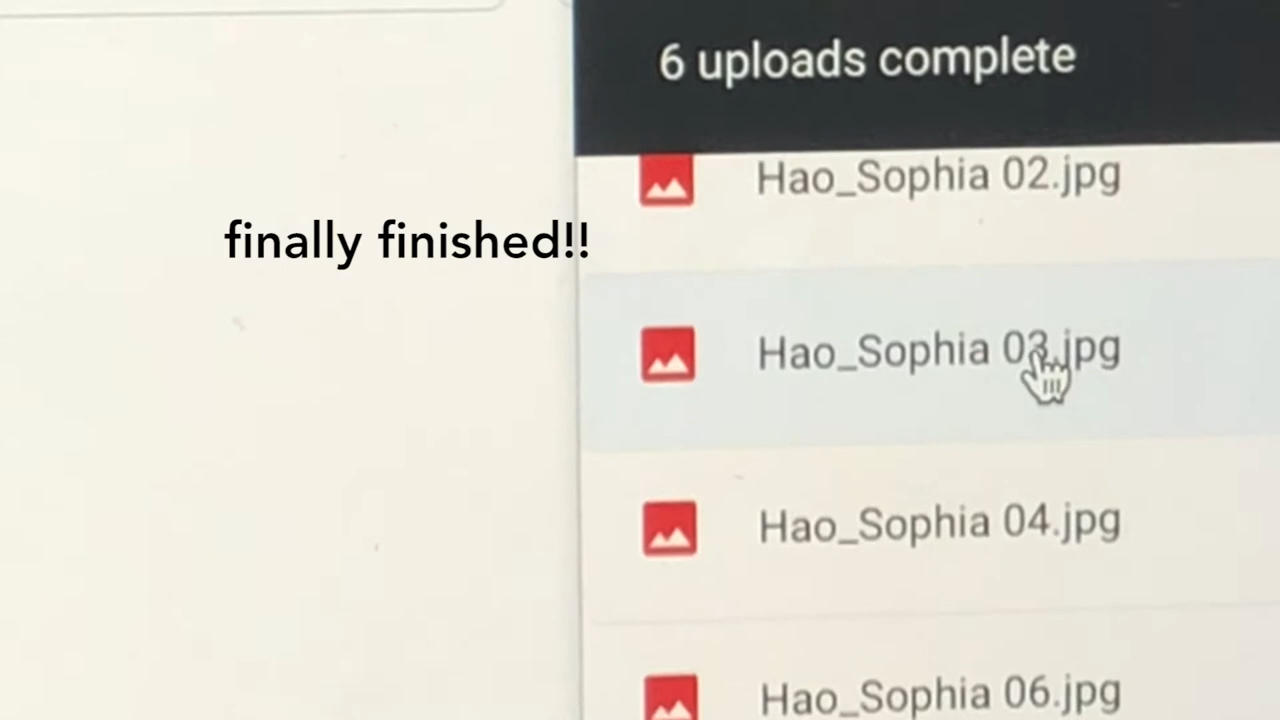 6 uploads complete
Hao_Sophia 02.jpg
finally finished!!
Hao_Sophia 03.jpg
Hao_Sophia 04.jpg
Hao_Sophia 06.jpg